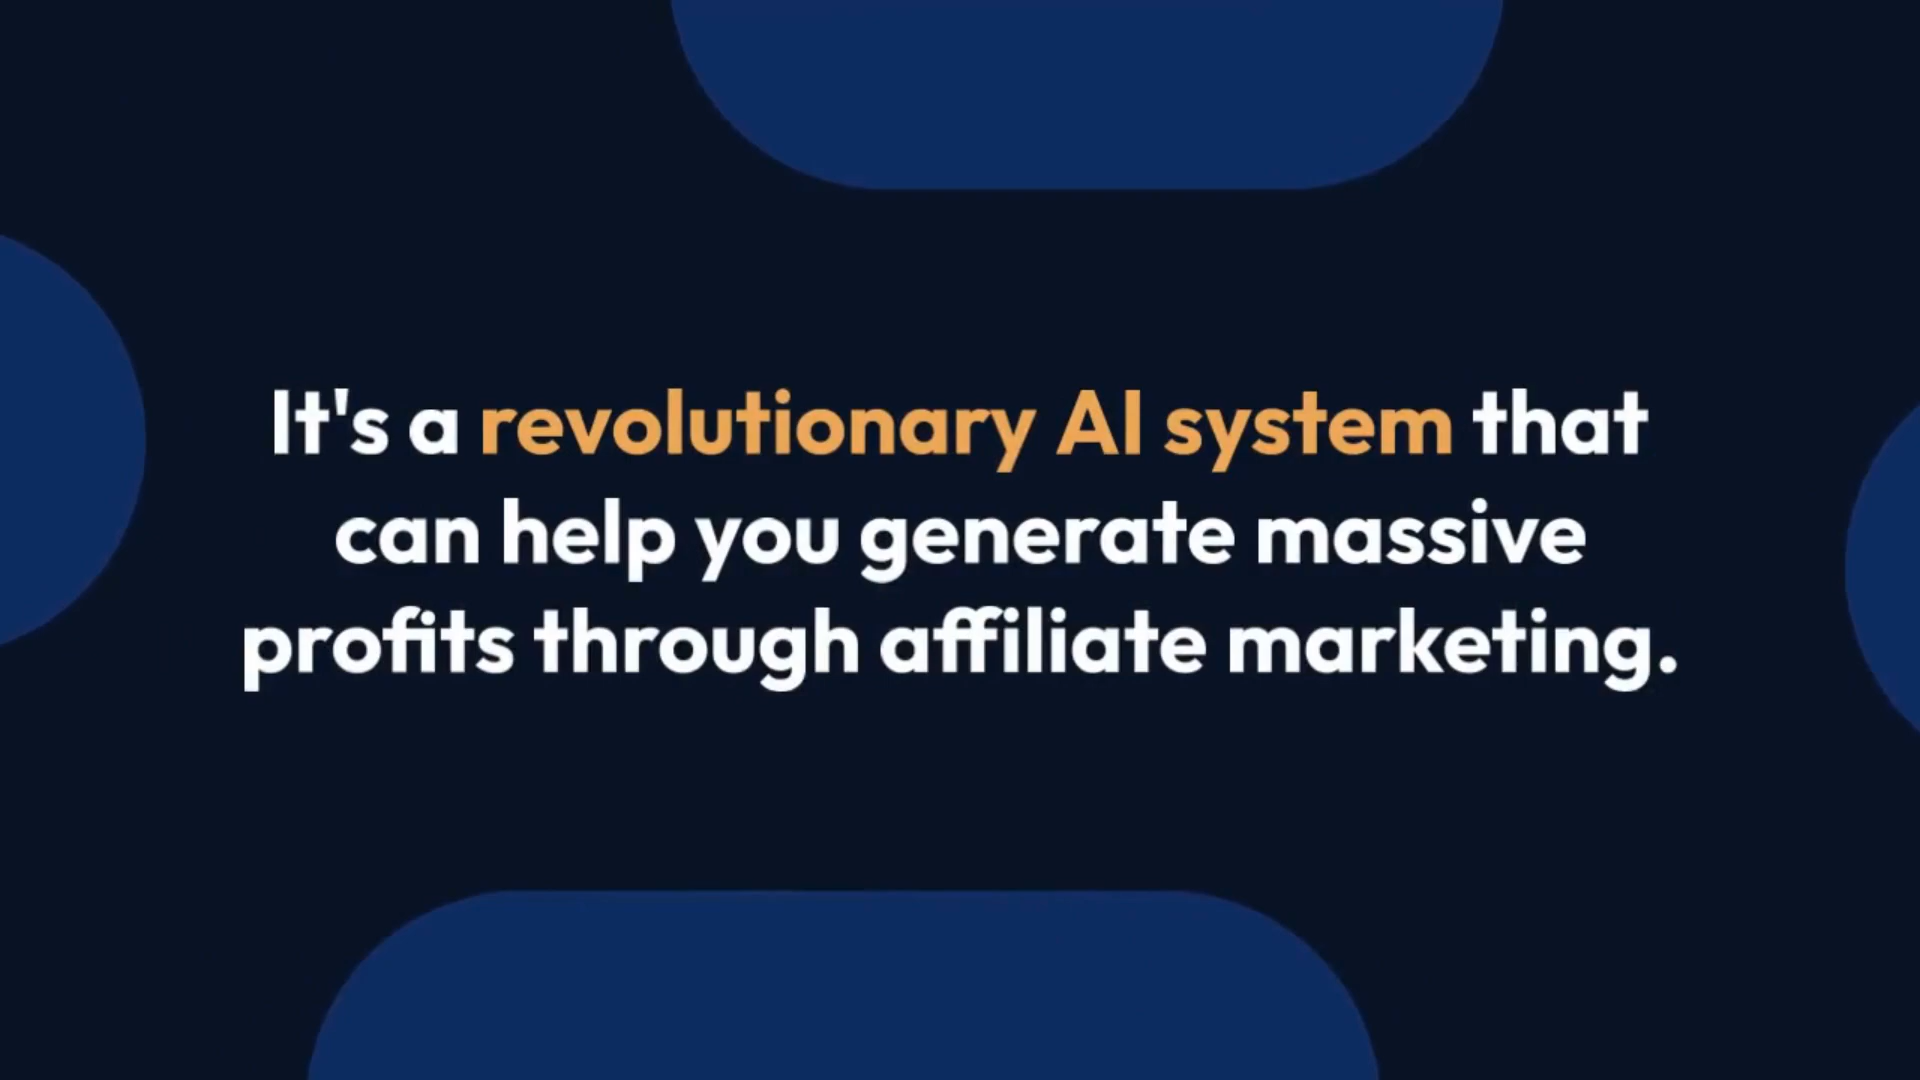 It's a revolutionary AI system that
can help you generate massive
profits through affiliate marketing.